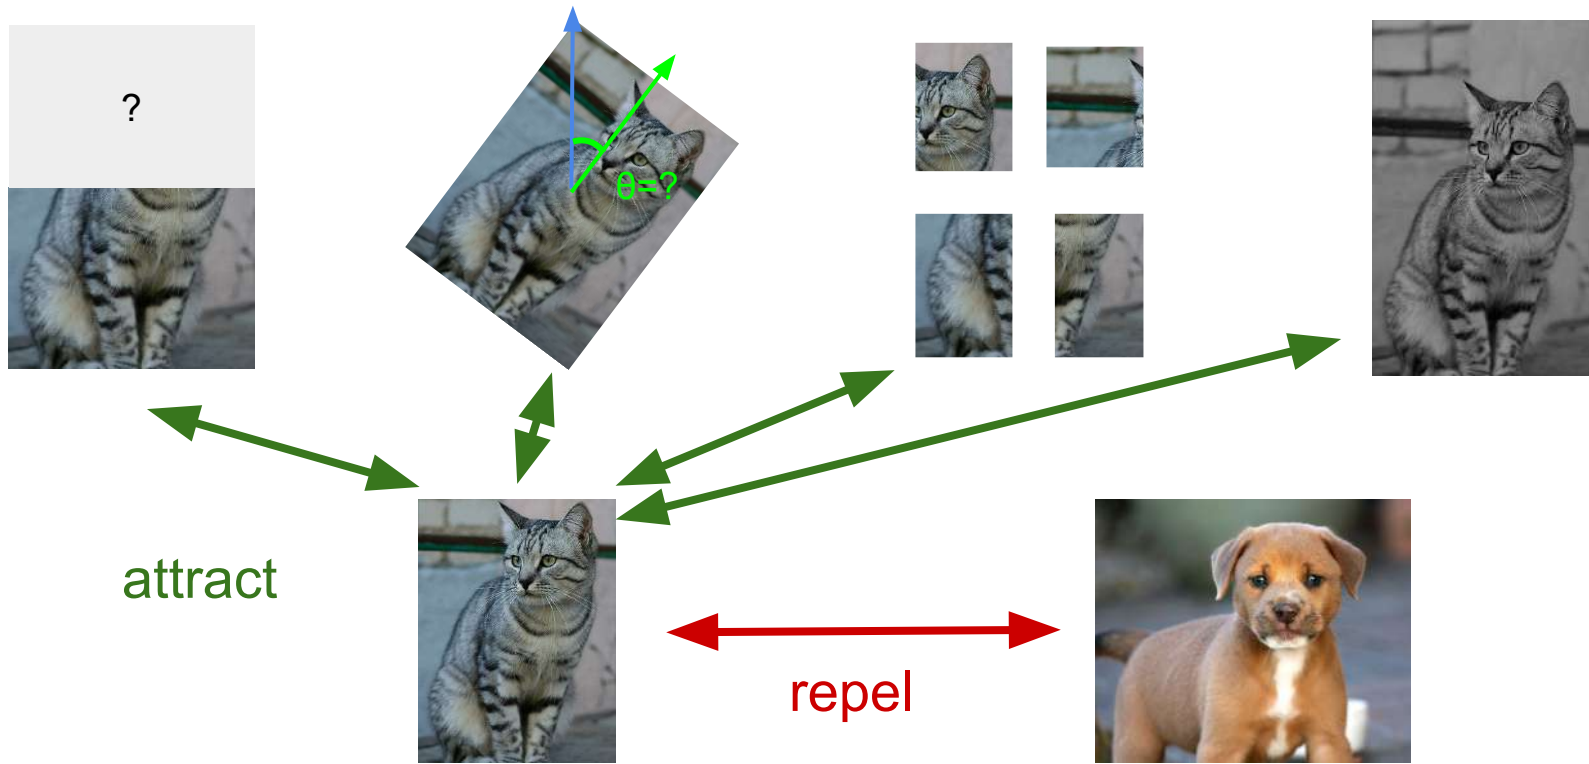 ?
θ=?
attract
repel